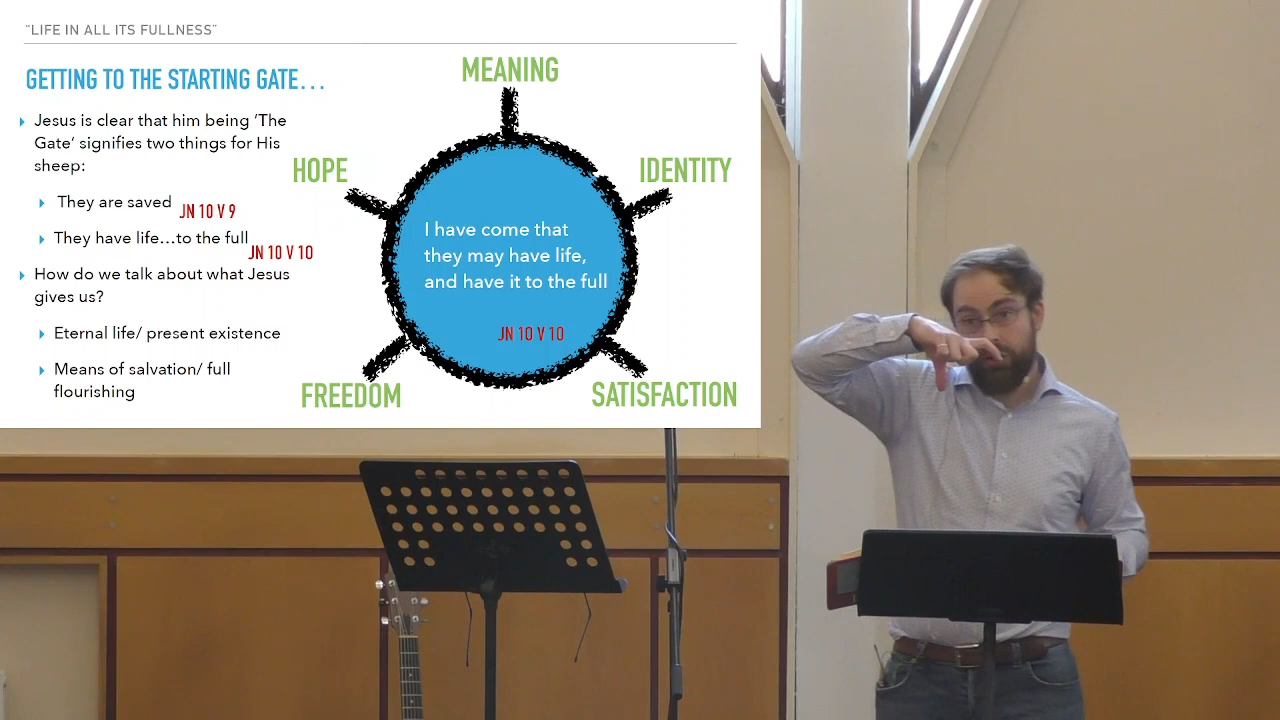 "LIFE IN ALL ITS FULLNESS"
GETTING TO THE STARTING GATE...
Jesus is clear that him being 'The
Gate' signifies two things for His
sheep:
They are saved
JN 10 V 9
They have life...to the full
JN 10 V 10
How do we talk about what Jesus
gives us?
Eternal life/ present existence
Means of salvation/ full
flourishing
MEANING
HOPE
IDENTITY
I have come that
they may have life,
and have it to the full
JN 10 V 10
FREEDOM
SATISFACTION